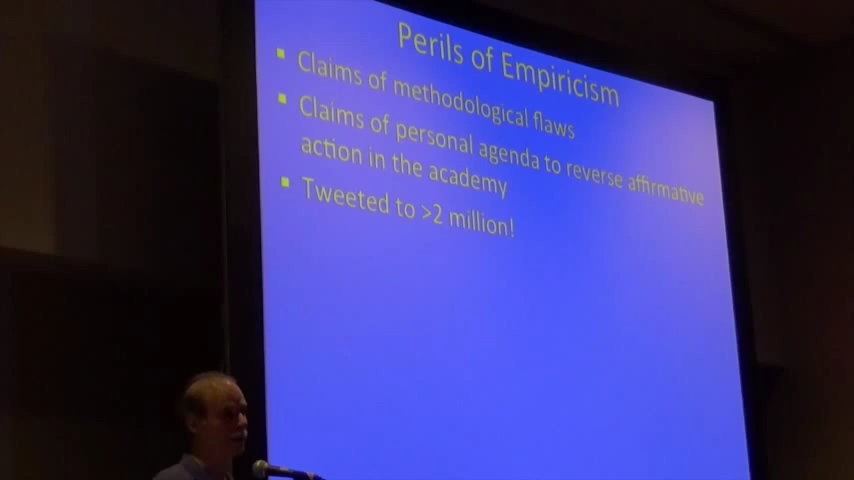 Perils of Empiricism
▪ Claims of methodological flaws
▪ Claims of personal agenda to reverse affirmative
action in the academy
▪ Tweeted to >2 million!